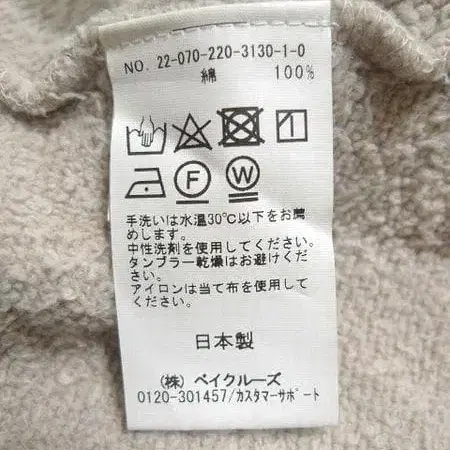 NO. 22-070-220-3130-1-0
綿 100%
F W
手洗いは水温30℃以下をお薦
めします。
中性洗剤を使用してください。
タンブラー乾燥はお避けくださ
い。
アイロンは当て布を使用してく
ださい。
日本製
(株) ベイクルーズ
0120-301457/カスタマーサポート